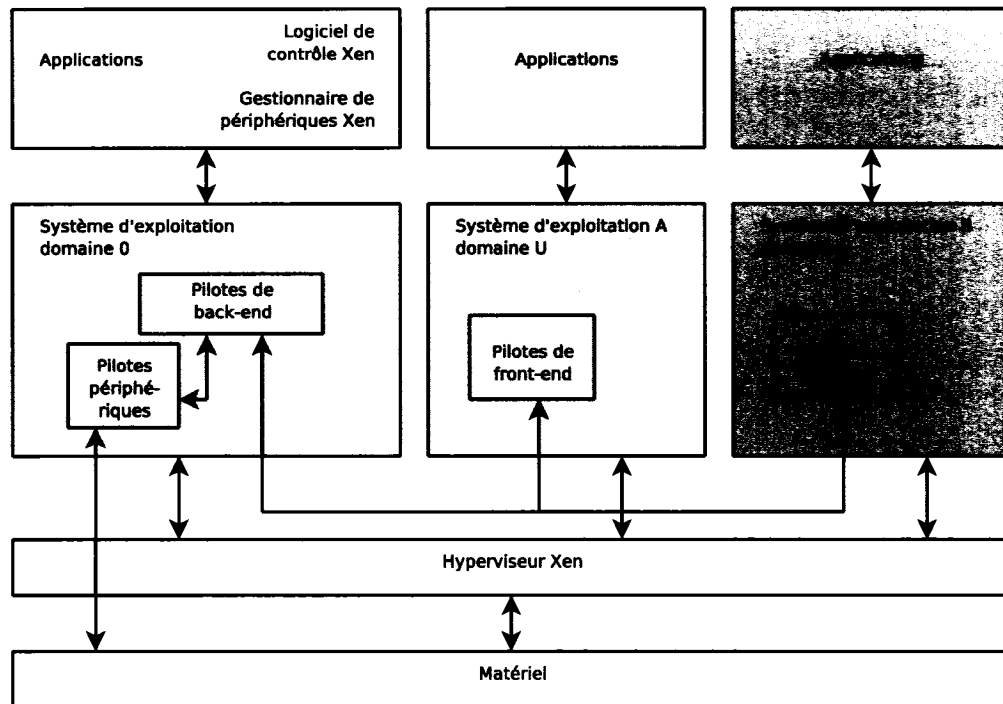 Applications
Logiciel de
contrôle Xen
Gestionnaire de
périphériques Xen
Applications
Applications
Système d'exploitation
domaine 0
Pilotes de
back-end
Pilotes
périphé-
riques
Système d'exploitation A
domaine U
Pilotes de
front-end
Hyperviseur Xen
Matériel